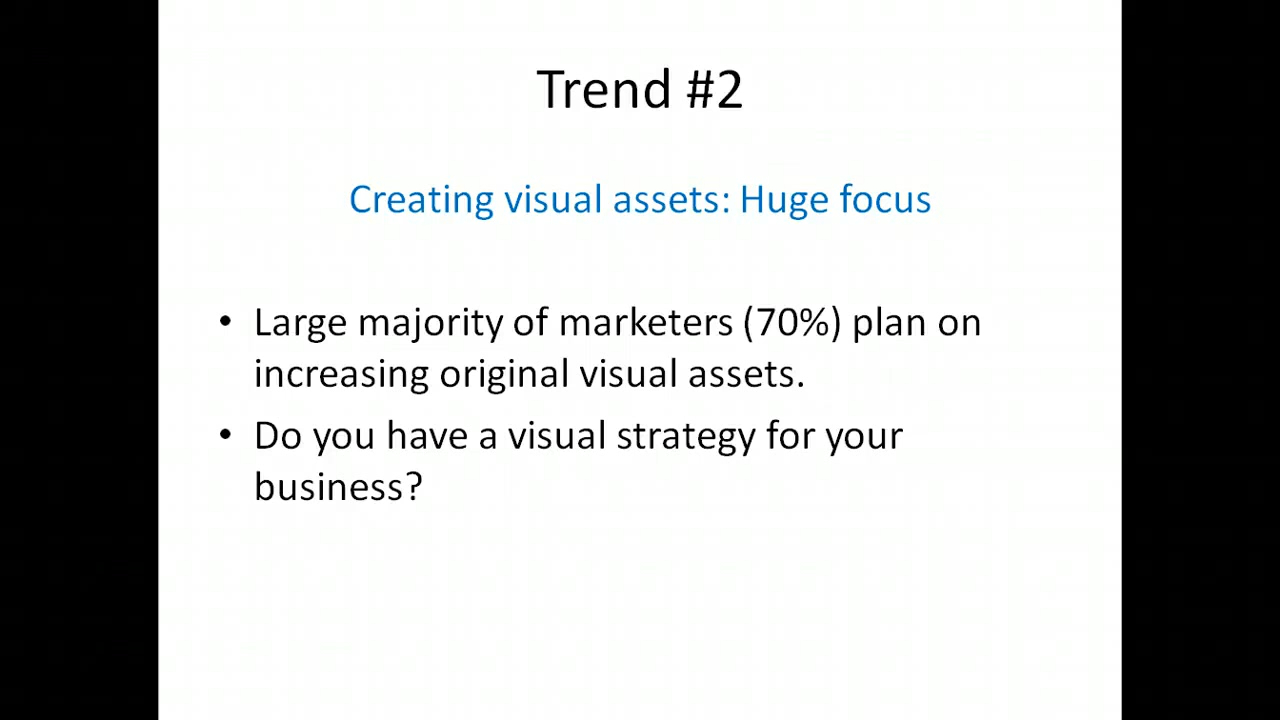 Trend #2
Creating visual assets: Huge focus
• Large majority of marketers (70%) plan on
increasing original visual assets.
• Do you have a visual strategy for your
business?